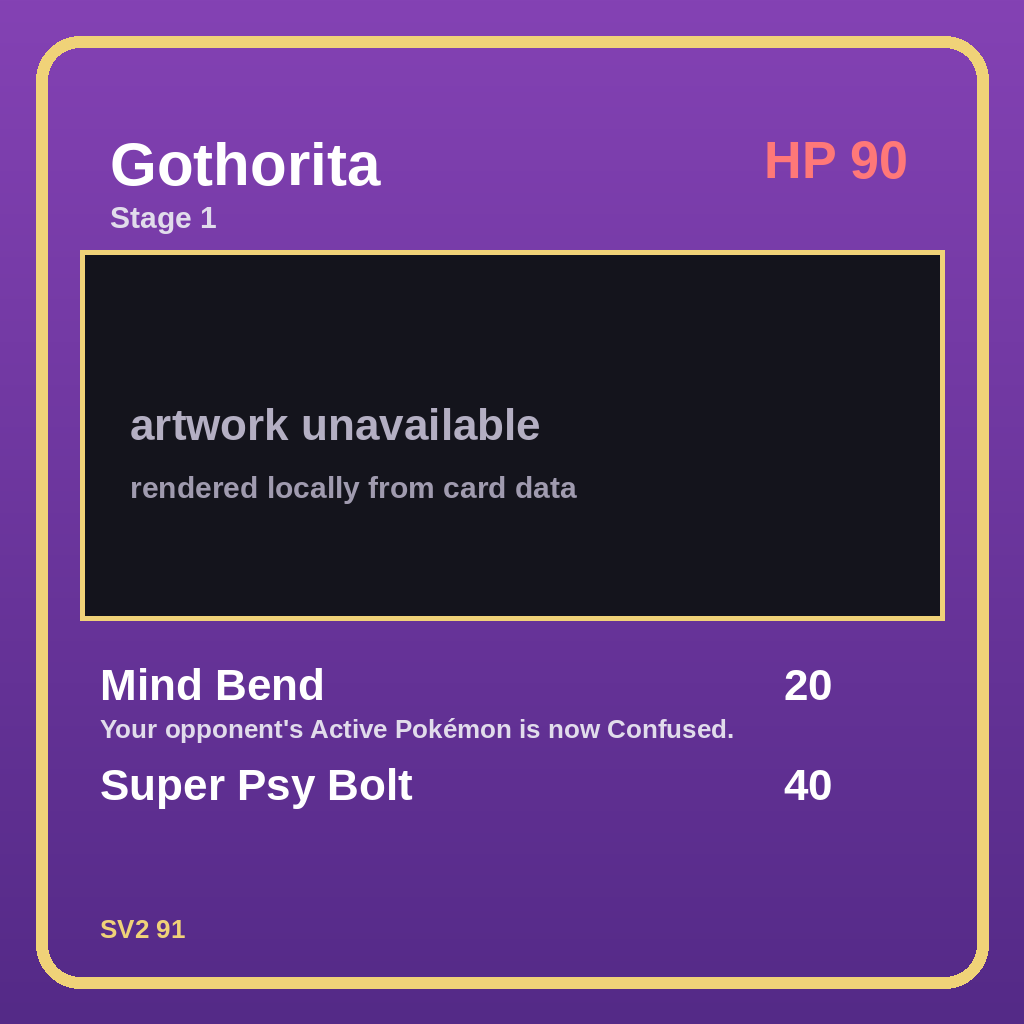 Gothorita
HP 90
Stage 1
artwork unavailable
rendered locally from card data
Mind Bend 20
Your opponent's Active Pokémon is now Confused.
Super Psy Bolt 40
SV2 91